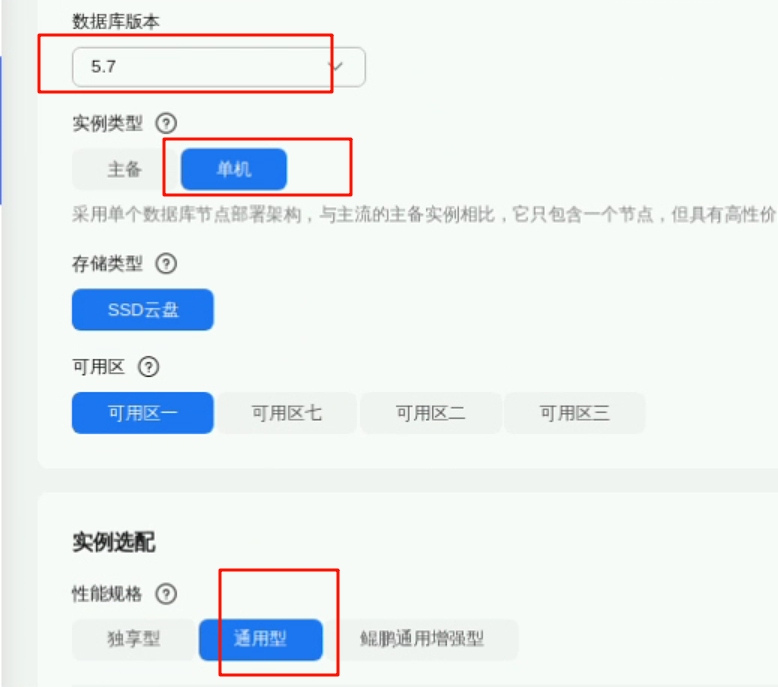 数据库版本
5.7
实例类型 ?
主备 单机
采用单个数据库节点部署架构，与主流的主备实例相比，它只包含一个节点，但具有高性价
存储类型 ?
SSD云盘
可用区 ?
可用区一 可用区七 可用区二 可用区三
实例选配
性能规格 ?
独享型 通用型 鲲鹏通用增强型